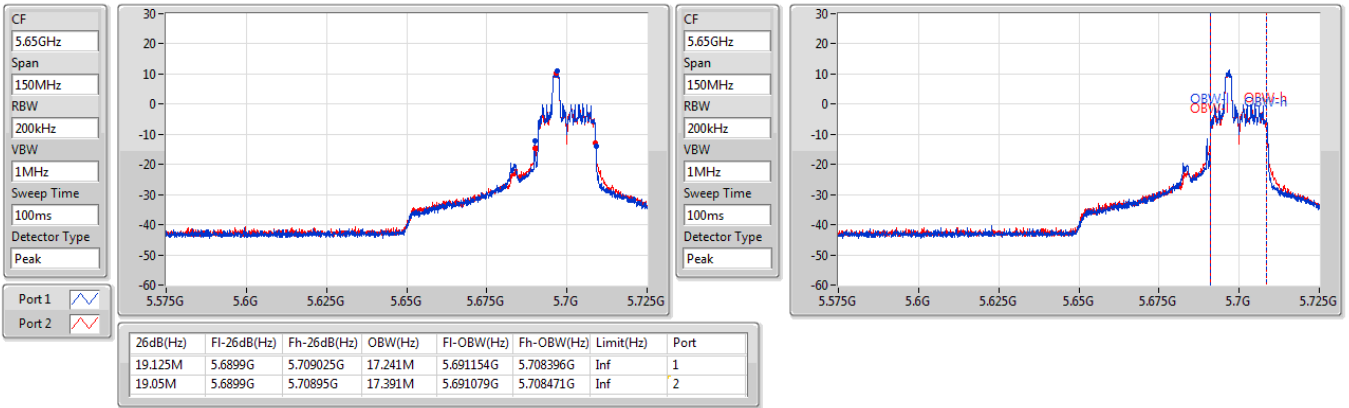 CF
5.65GHz
Span
150MHz
RBW
200kHz
VBW
1MHz
Sweep Time
100ms
Detector Type
Peak
Port 1
Port 2
30
20
10
0
-10
-20
-30
-40
-50
-60
5.575G 5.6G 5.625G 5.65G 5.675G 5.7G 5.725G
CF
5.65GHz
Span
150MHz
RBW
200kHz
VBW
1MHz
Sweep Time
100ms
Detector Type
Peak
30
20
10
0
-10
-20
-30
-40
-50
-60
OBW-l OBW-h
OBW-l OBW-h
5.575G 5.6G 5.625G 5.65G 5.675G 5.7G 5.725G
26dB(Hz) Fl-26dB(Hz) Fh-26dB(Hz) OBW(Hz) Fl-OBW(Hz) Fh-OBW(Hz) Limit(Hz) Port
19.125M 5.6899G 5.709025G 17.241M 5.691154G 5.708396G Inf 1
19.05M 5.6899G 5.70895G 17.391M 5.691079G 5.708471G Inf 2